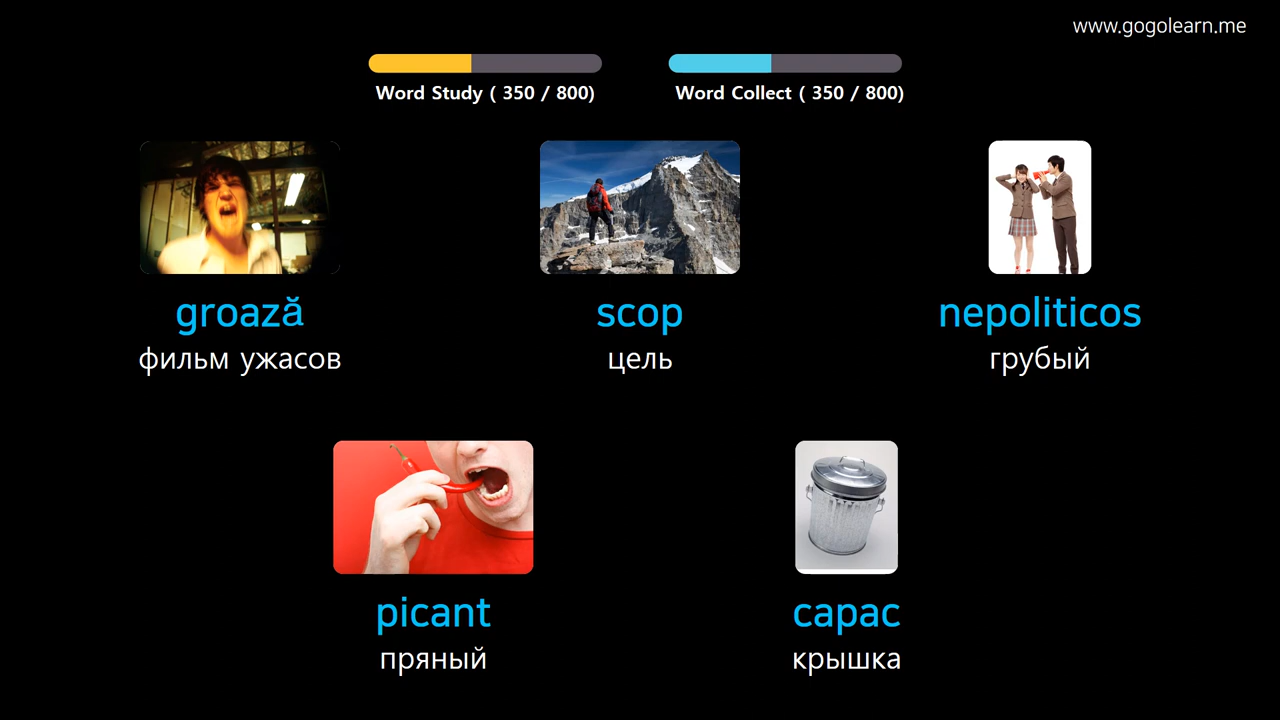 www.gogolearn.me
Word Study ( 350 / 800)
Word Collect ( 350 / 800)
groază
scop
nepoliticos
фильм ужасов
цель
грубый
picant
capac
пряный
крышка